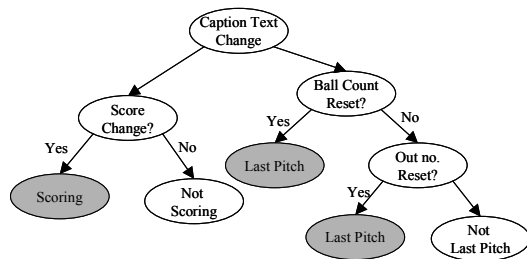 Caption Text
Change
Ball Count
Reset?
Score
Change?
Yes
No
Yes
No
Last Pitch
Out no.
Reset?
Scoring
Not
Scoring
Yes
No
Last Pitch
Not
Last Pitch